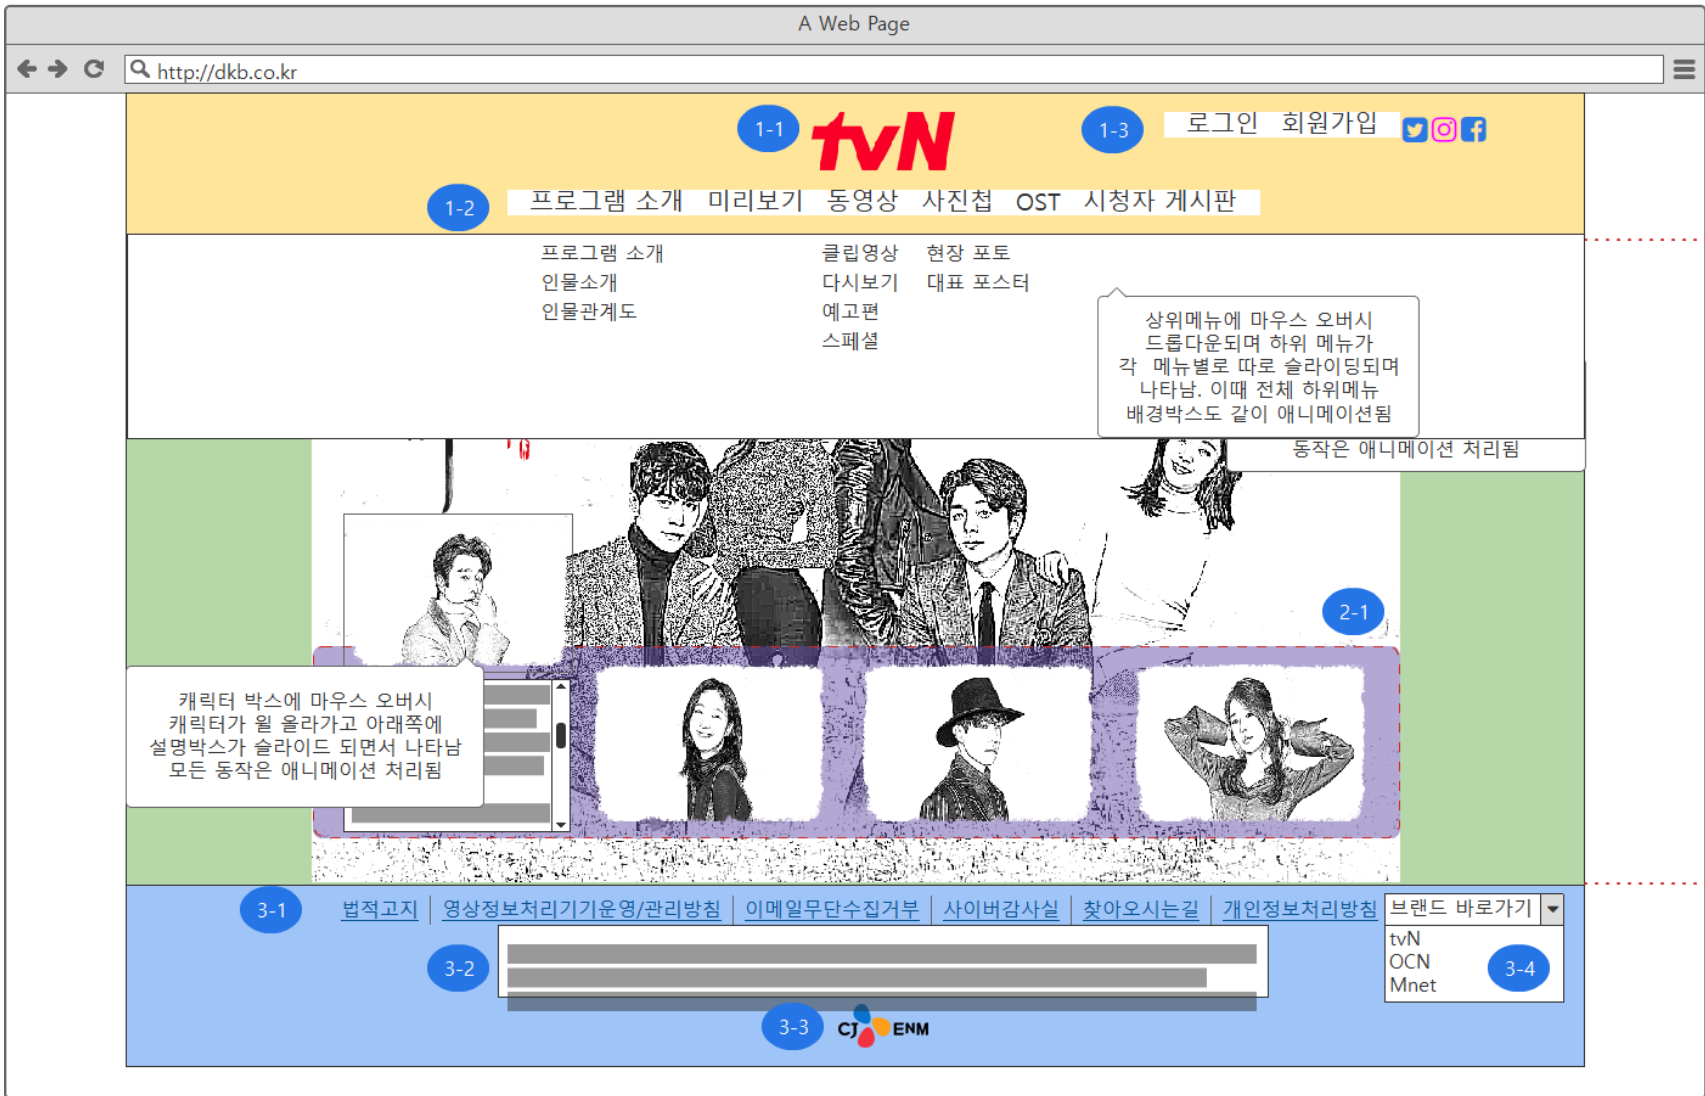 A Web Page
http://dkb.co.kr
1-1
tvN
1-3
로그인 회원가입
1-2
프로그램 소개 미리보기 동영상 사진첩 OST 시청자 게시판
프로그램 소개
인물소개
인물관계도
클립영상
다시보기
예고편
스페셜
현장 포토
대표 포스터
상위메뉴에 마우스 오버시
드롭다운되며 하위 메뉴가
각 메뉴별로 따로 슬라이딩되며
나타남. 이때 전체 하위메뉴
배경박스도 같이 애니메이션됨
동작은 애니메이션 처리됨
2-1
캐릭터 박스에 마우스 오버시
캐릭터가 윌 올라가고 아래쪽에
설명박스가 슬라이드 되면서 나타남
모든 동작은 애니메이션 처리됨
3-1
법적고지 영상정보처리기기운영/관리방침 이메일무단수집거부 사이버감사실 찾아오시는길 개인정보처리방침
브랜드 바로가기
tvN
OCN
Mnet
3-4
3-2
3-3
CJ ENM